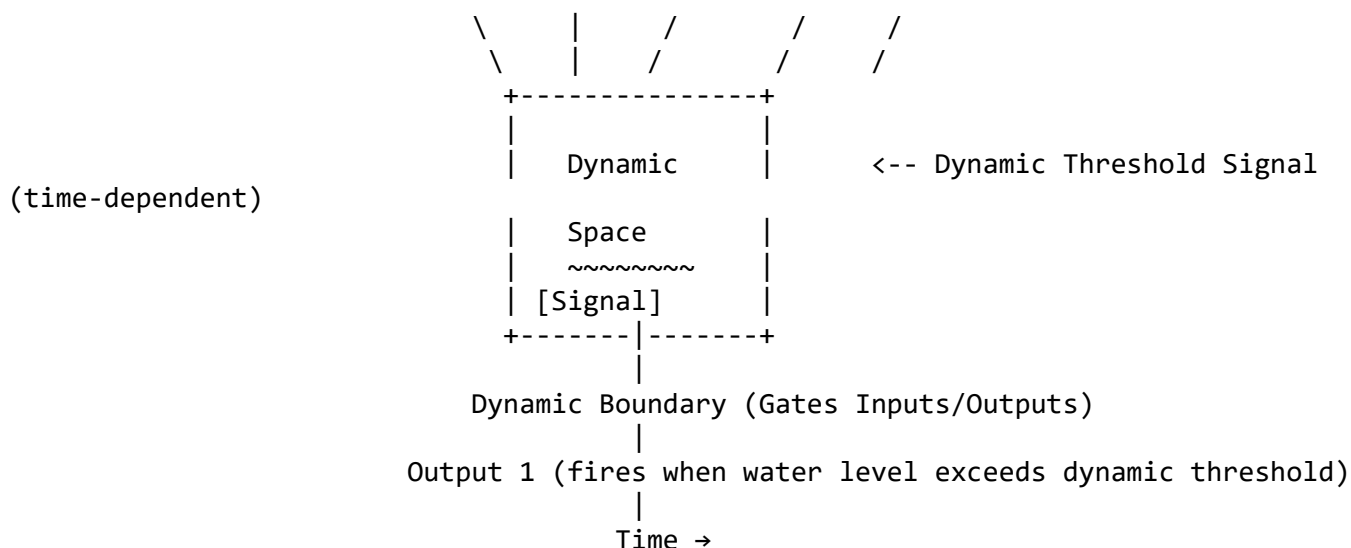 Dynamic <-- Dynamic Threshold Signal
(time-dependent)
Space
~~~~~~~~
[Signal]
Dynamic Boundary (Gates Inputs/Outputs)
Output 1 (fires when water level exceeds dynamic threshold)
Time →